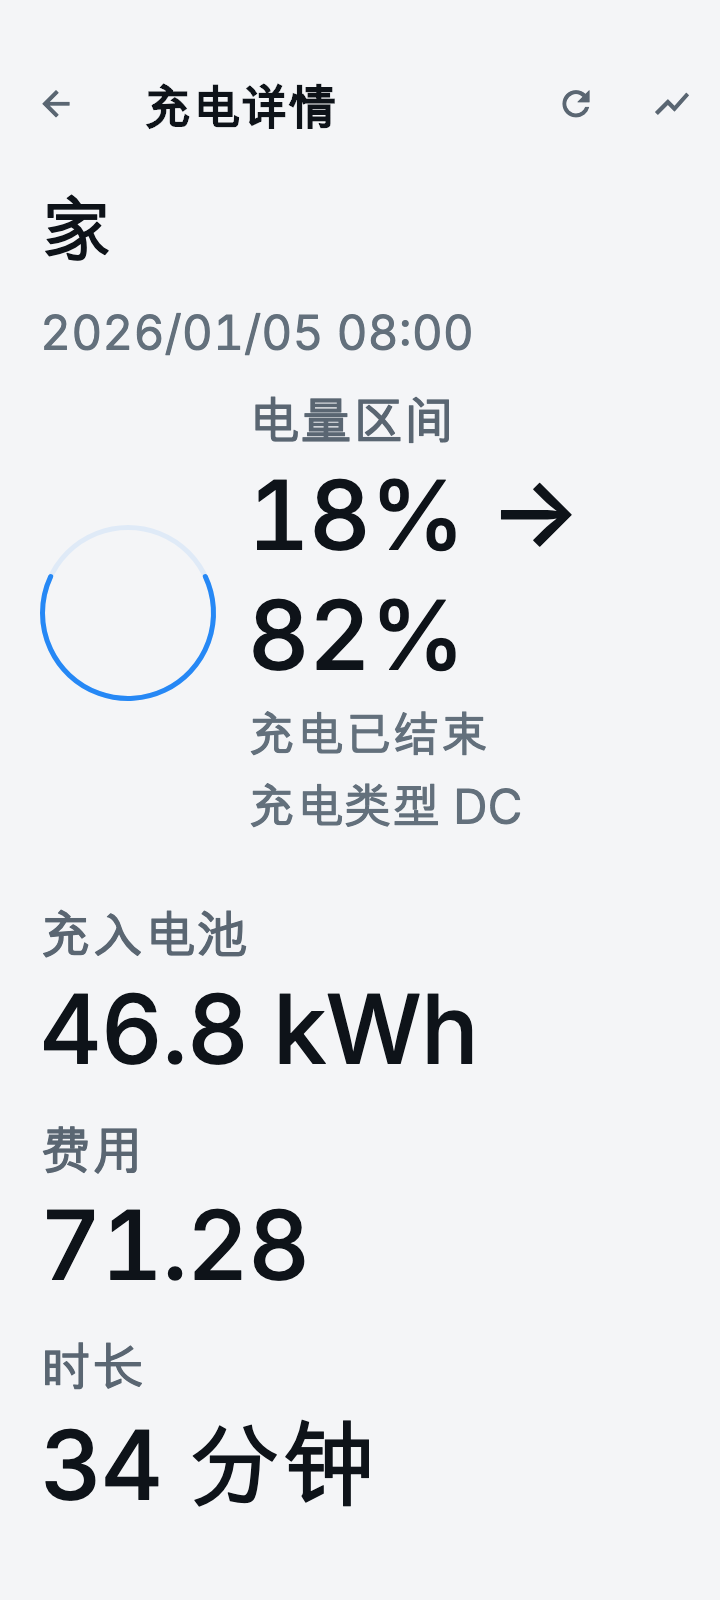 充电详情
家
2026/01/05 08:00
电量区间
18% →
82%
充电已结束
充电类型 DC
充入电池
46.8 kWh
费用
71.28
时长
34 分钟